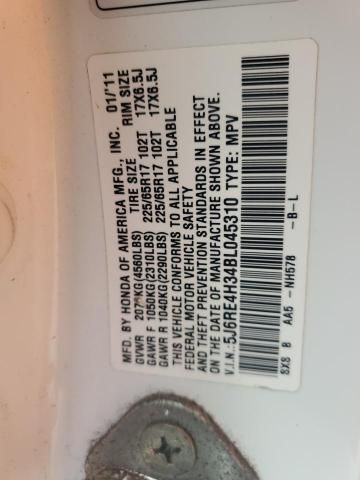 MFD. BY HONDA OF AMERICA MFG., INC. 01/'11
TIRE SIZE RIM SIZE
GVWR KG(4560LBS) 225/65R17 102T 17X6.5J
GAWR F 1050KG(2310LBS) 225/65R17 102T 17X6.5J
GAWR R 1040KG(2290LBS)
THIS VEHICLE CONFORMS TO ALL APPLICABLE
FEDERAL MOTOR VEHICLE SAFETY
AND THEFT PREVENTION STANDARDS IN EFFECT
ON THE DATE OF MANUFACTURE SHOWN ABOVE.
V.I.N.: 5J6RE4H34BL045310 TYPE: MPV
8X8 B AA5 -NH578 -B-L